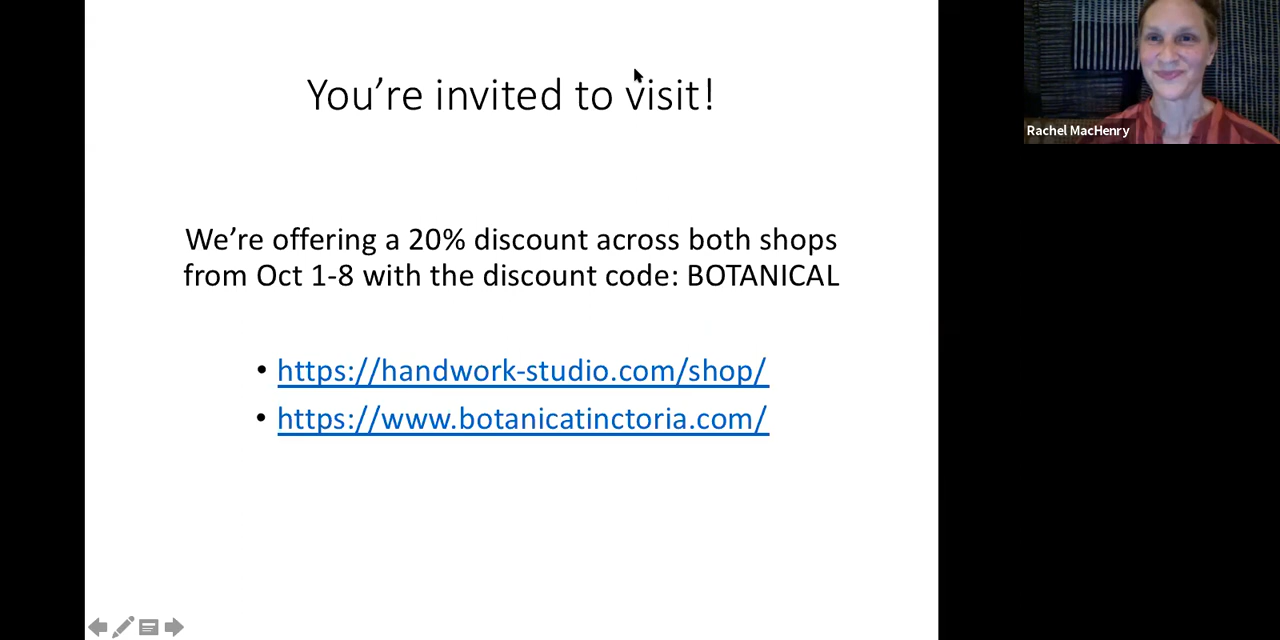 You're invited to visit!
We're offering a 20% discount across both shops
from Oct 1-8 with the discount code: BOTANICAL
• https://handwork-studio.com/shop/
• https://www.botanicatinctoria.com/
Rachel MacHenry